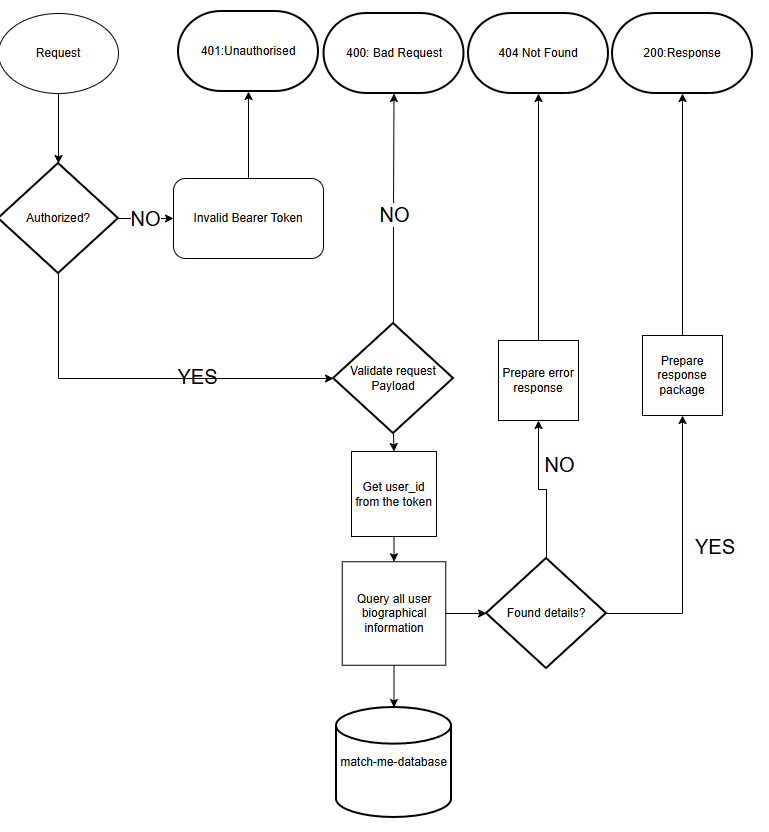 Request
401:Unauthorised
400: Bad Request
404 Not Found
200:Response
Authorized?
NO
Invalid Bearer Token
NO
YES
Validate request
Payload
Prepare error
response
Prepare
response
package
NO
Get user_id
from the token
YES
Query all user
biographical
information
Found details?
match-me-database